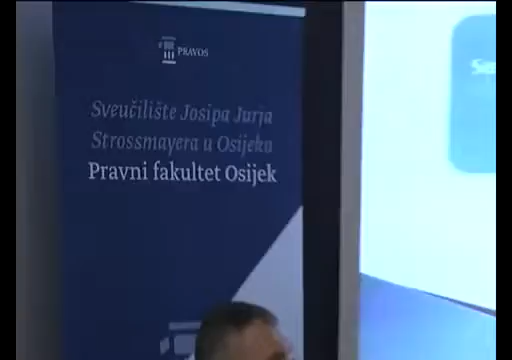 PRAVOS
Sveučilište Josipa Jurja
Strossmayera u Osijeku
Pravni fakultet Osijek